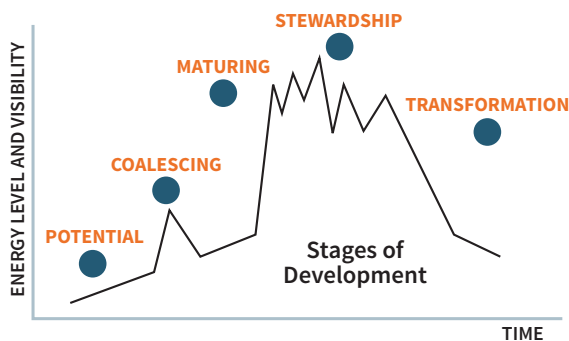 STEWARDSHIP
MATURING
TRANSFORMATION
COALESCING
POTENTIAL
ENERGY LEVEL AND VISIBILITY
Stages of
Development
TIME